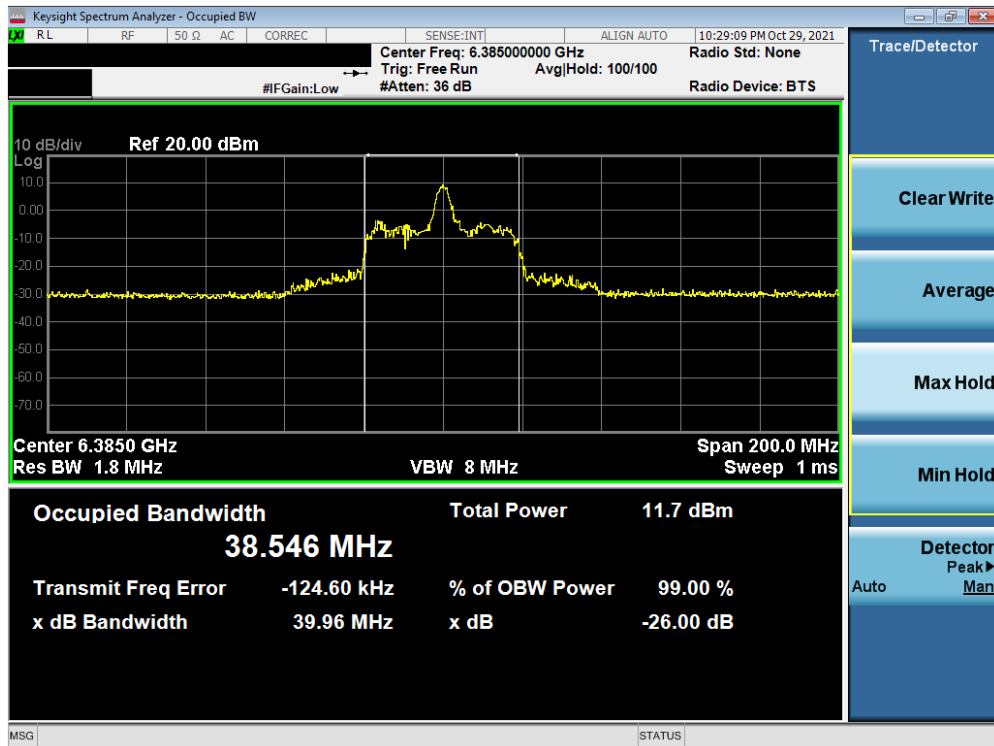 Keysight Spectrum Analyzer - Occupied BW
LXI RL RF 50 Ω AC CORREC SENSE:INT ALIGN AUTO 10:29:09 PM Oct 29, 2021
Center Freq: 6.385000000 GHz Radio Std: None
Trig: Free Run Avg|Hold: 100/100
#IFGain:Low #Atten: 36 dB Radio Device: BTS
Trace/Detector
10 dB/div Ref 20.00 dBm
Log
10.0
0.00
-10.0
-20.0
-30.0
-40.0
-50.0
-60.0
-70.0
Center 6.3850 GHz Span 200.0 MHz
Res BW 1.8 MHz VBW 8 MHz Sweep 1 ms
Clear Write
Average
Max Hold
Min Hold
Detector
Peak▶
Auto Man
Occupied Bandwidth Total Power 11.7 dBm
38.546 MHz
Transmit Freq Error -124.60 kHz % of OBW Power 99.00 %
x dB Bandwidth 39.96 MHz x dB -26.00 dB
MSG STATUS